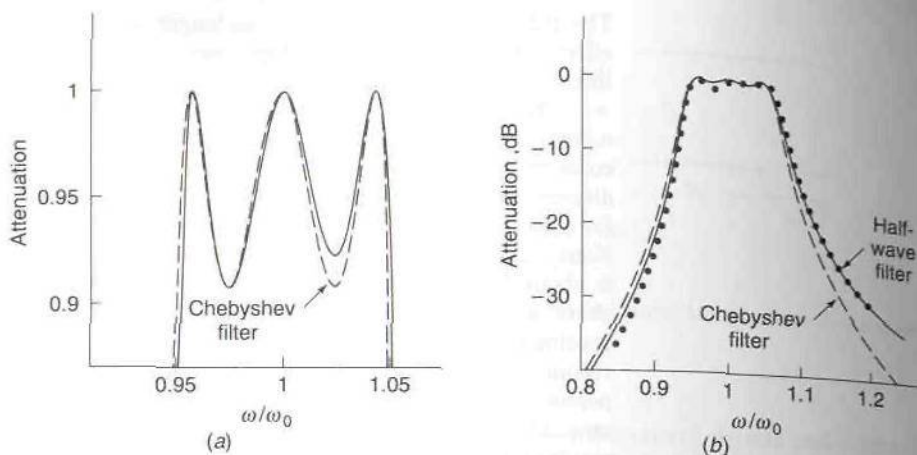 Attenuation
1
0.95
0.9
Chebyshev
filter
0.95
1
1.05
ω/ω₀
(a)
Attenuation ,dB
0
−10
−20
−30
Half-
wave
filter
Chebyshev
filter
0.8
0.9
1
1.1
1.2
ω/ω₀
(b)